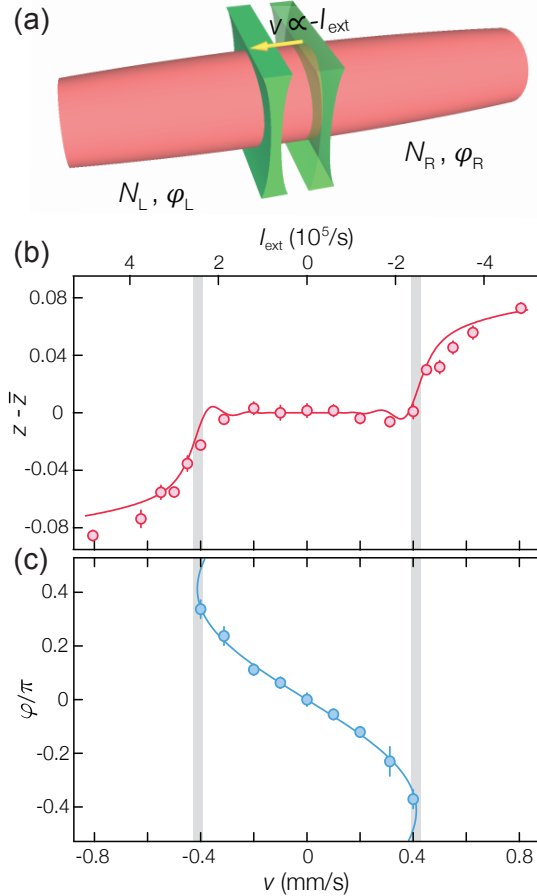 (a)
v ∝ -I_ext
N_L , φ_L
N_R , φ_R
(b)
I_ext (10^5/s)
4 2 0 -2 -4
0.08
0.04
0
-0.04
-0.08
z - z̅
(c)
0.4
0.2
0
-0.2
-0.4
φ/π
-0.8 -0.4 0 0.4 0.8
v (mm/s)